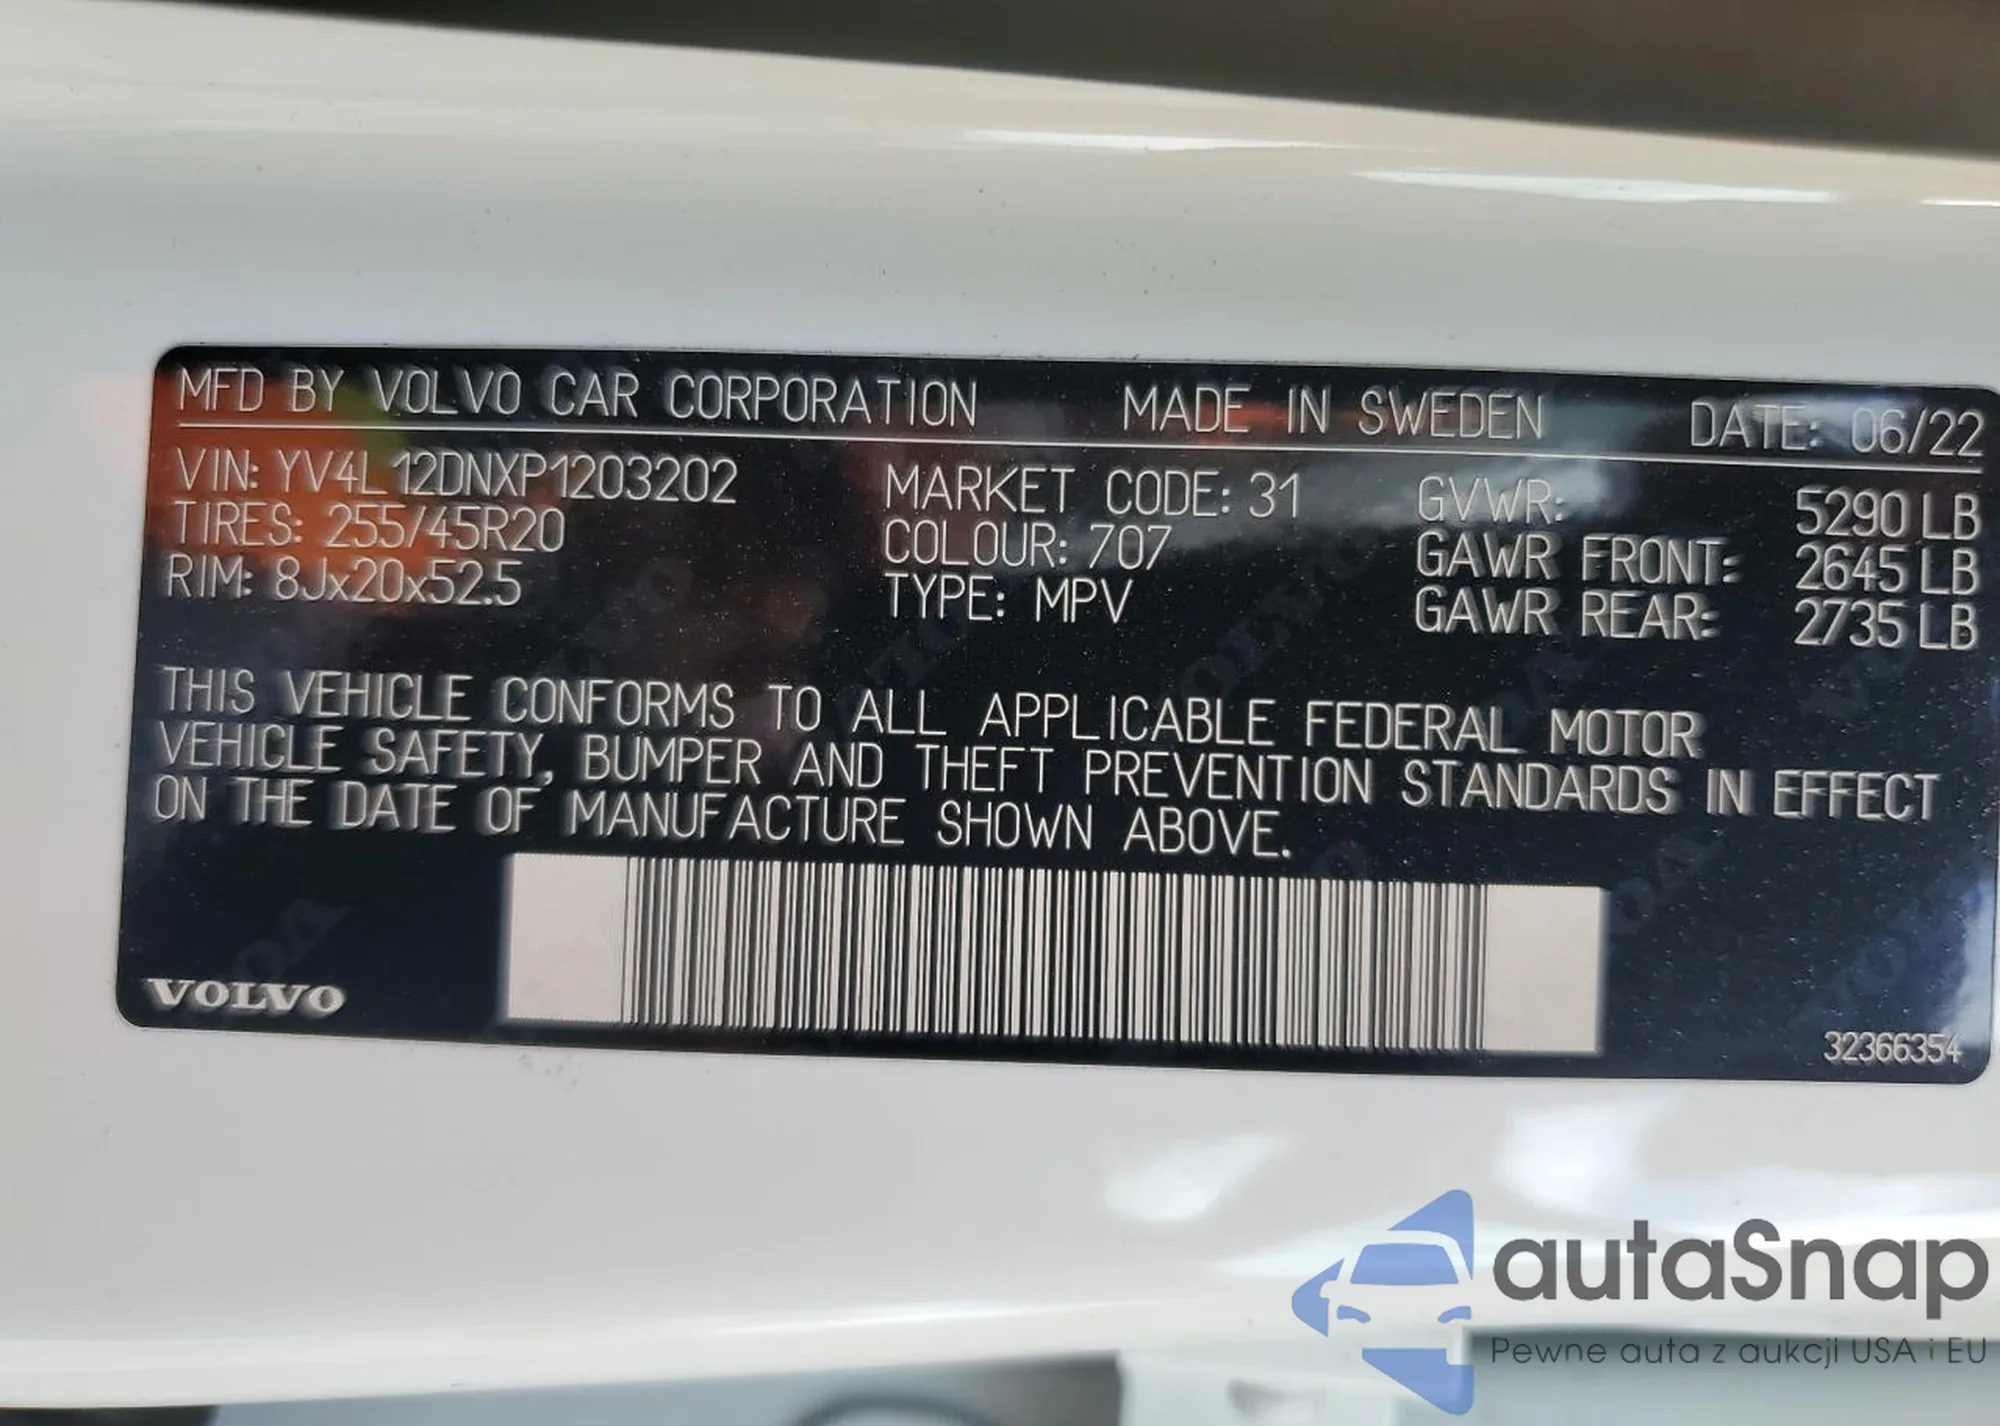 MFD BY VOLVO CAR CORPORATION MADE IN SWEDEN DATE: 06/22
VIN: YV4L12DNXP1203202 MARKET CODE: 31 GVWR: 5290 LB
TIRES: 255/45R20 COLOUR: 707 GAWR FRONT: 2645 LB
RIM: 8Jx20x52.5 TYPE: MPV GAWR REAR: 2735 LB
THIS VEHICLE CONFORMS TO ALL APPLICABLE FEDERAL MOTOR
VEHICLE SAFETY, BUMPER AND THEFT PREVENTION STANDARDS IN EFFECT
ON THE DATE OF MANUFACTURE SHOWN ABOVE.
VOLVO
32366354
autaSnap
Pewne auta z aukcji USA i EU